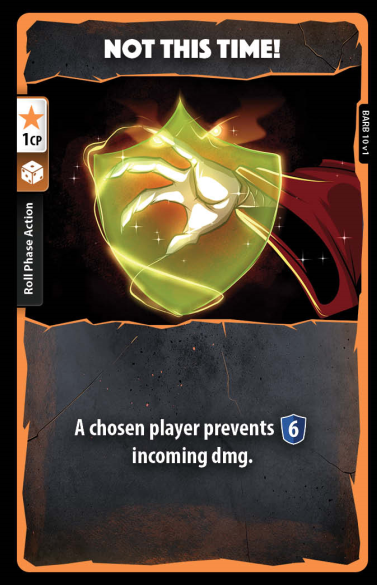 NOT THIS TIME!
1CP
BARB 10 v1
Roll Phase Action
A chosen player prevents 6
incoming dmg.